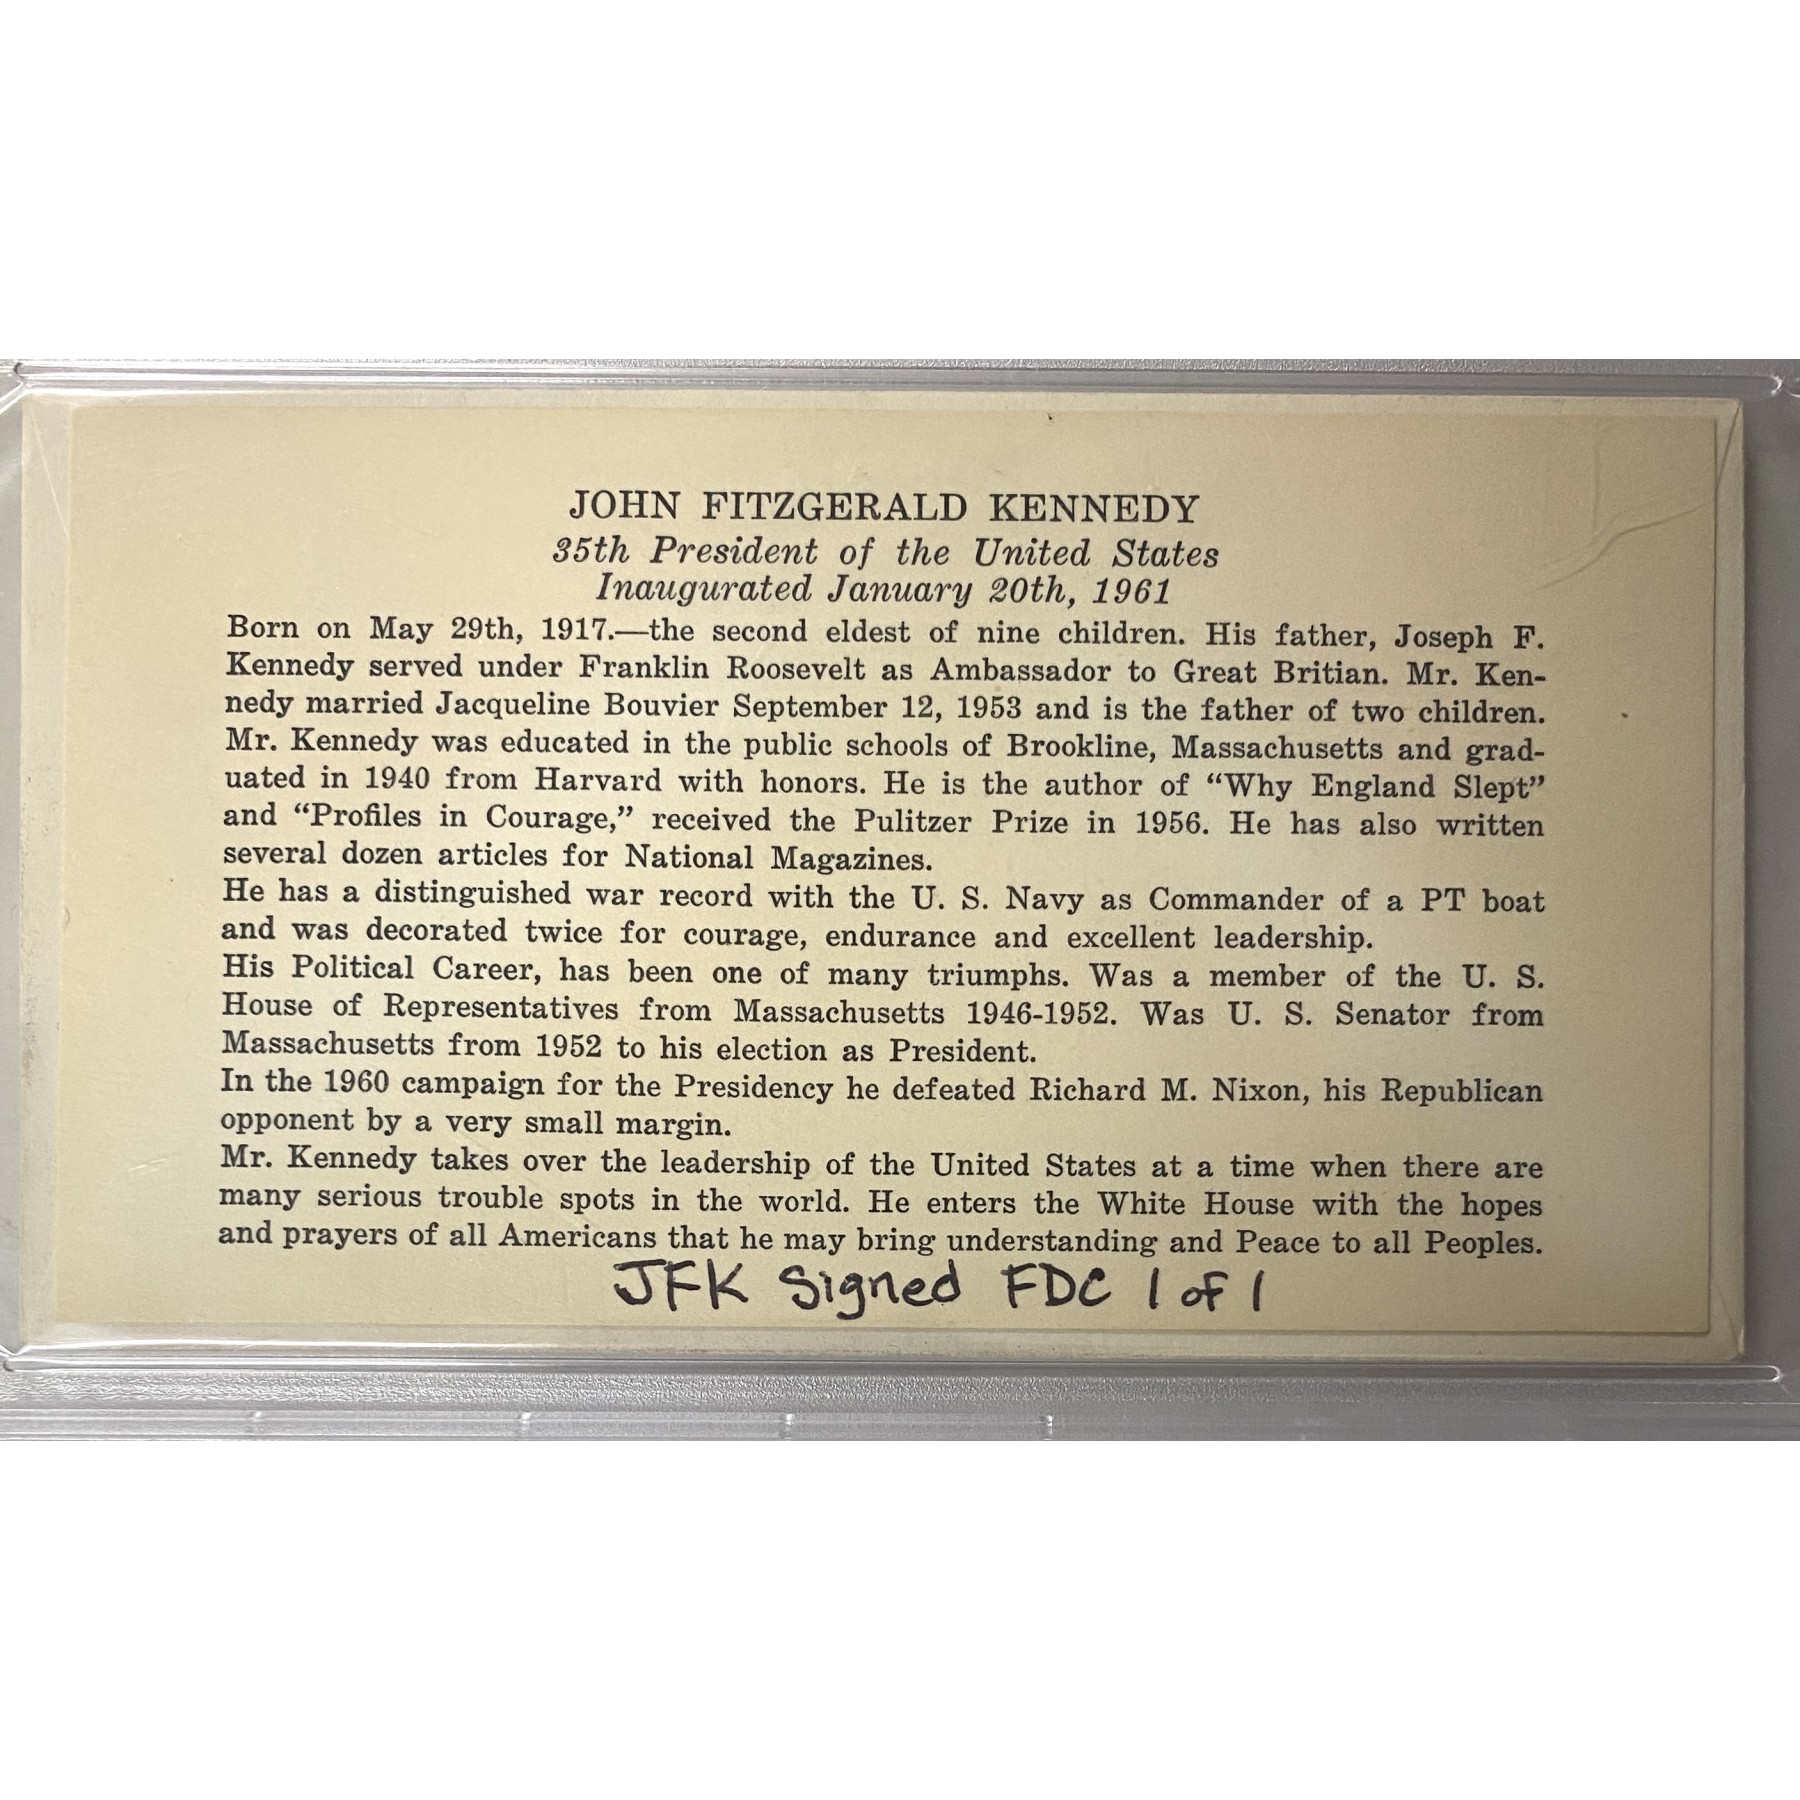 JOHN FITZGERALD KENNEDY
35th President of the United States
Inaugurated January 20th, 1961
Born on May 29th, 1917.—the second eldest of nine children. His father, Joseph F.
Kennedy served under Franklin Roosevelt as Ambassador to Great Britian. Mr. Ken-
nedy married Jacqueline Bouvier September 12, 1953 and is the father of two children.
Mr. Kennedy was educated in the public schools of Brookline, Massachusetts and grad-
uated in 1940 from Harvard with honors. He is the author of “Why England Slept”
and “Profiles in Courage,” received the Pulitzer Prize in 1956. He has also written
several dozen articles for National Magazines.
He has a distinguished war record with the U. S. Navy as Commander of a PT boat
and was decorated twice for courage, endurance and excellent leadership.
His Political Career, has been one of many triumphs. Was a member of the U. S.
House of Representatives from Massachusetts 1946-1952. Was U. S. Senator from
Massachusetts from 1952 to his election as President.
In the 1960 campaign for the Presidency he defeated Richard M. Nixon, his Republican
opponent by a very small margin.
Mr. Kennedy takes over the leadership of the United States at a time when there are
many serious trouble spots in the world. He enters the White House with the hopes
and prayers of all Americans that he may bring understanding and Peace to all Peoples.
JFK Signed FDC 1 of 1